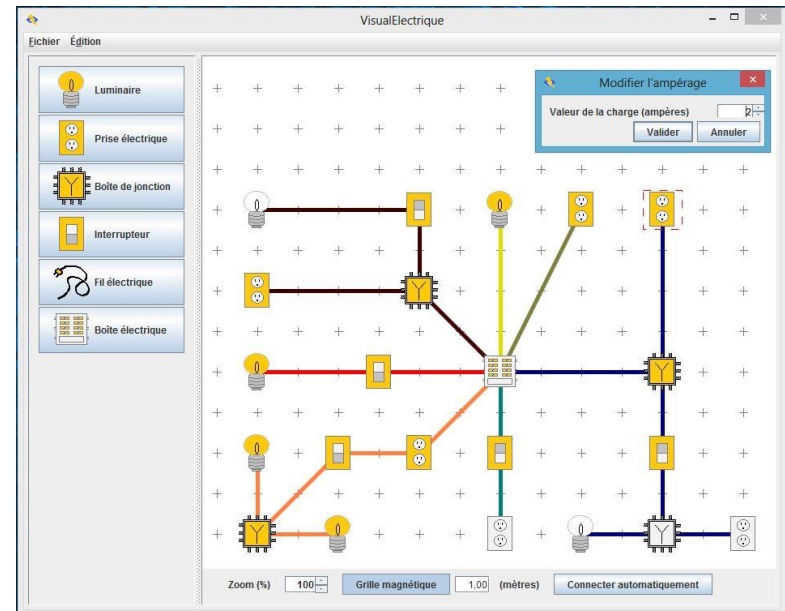 VisualElectrique
Fichier Édition
Luminaire
Prise électrique
Boîte de jonction
Interrupteur
Fil électrique
Boîte électrique
Modifier l'ampérage
Valeur de la charge (ampères) 2
Valider Annuler
Zoom (%) 100 Grille magnétique 1,00 (mètres) Connecter automatiquement